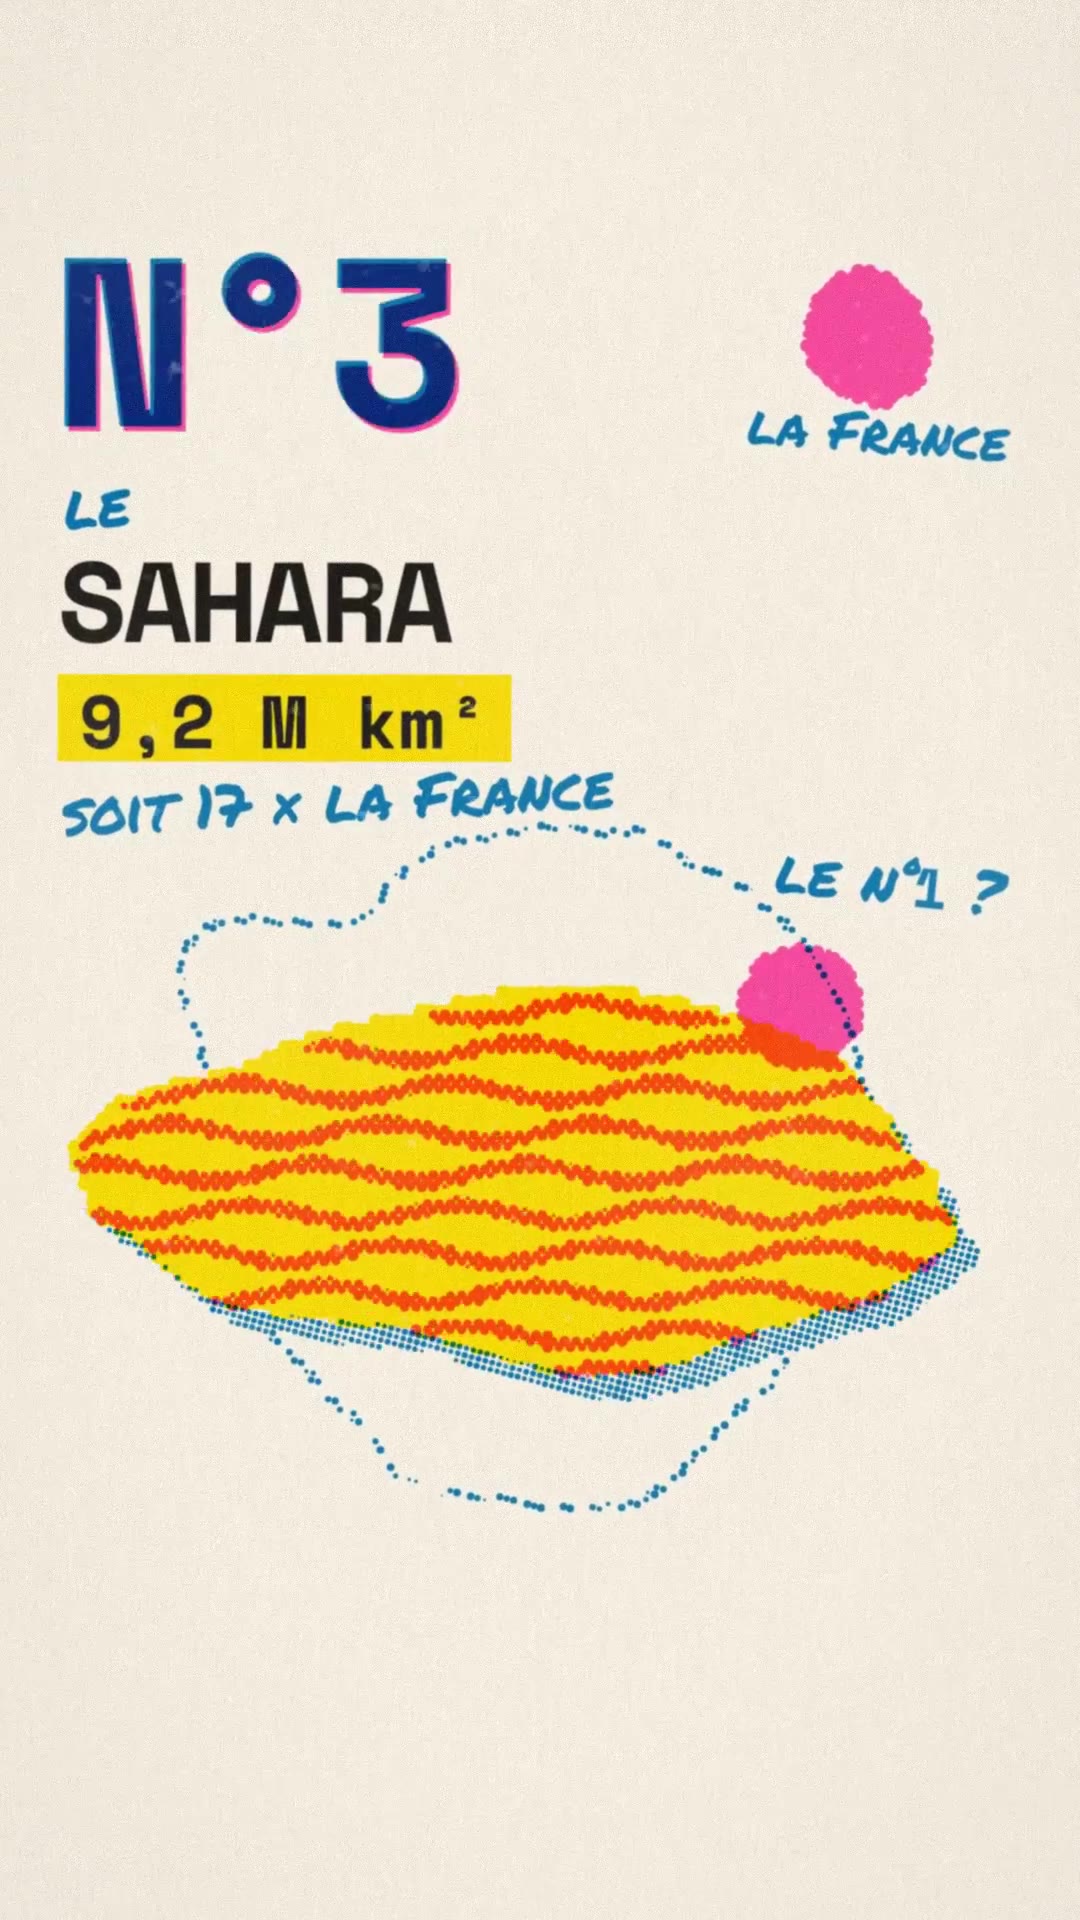 N°3
LA FRANCE
LE
SAHARA
9,2 M km²
SOIT 17 x LA FRANCE
LE N°1 ?